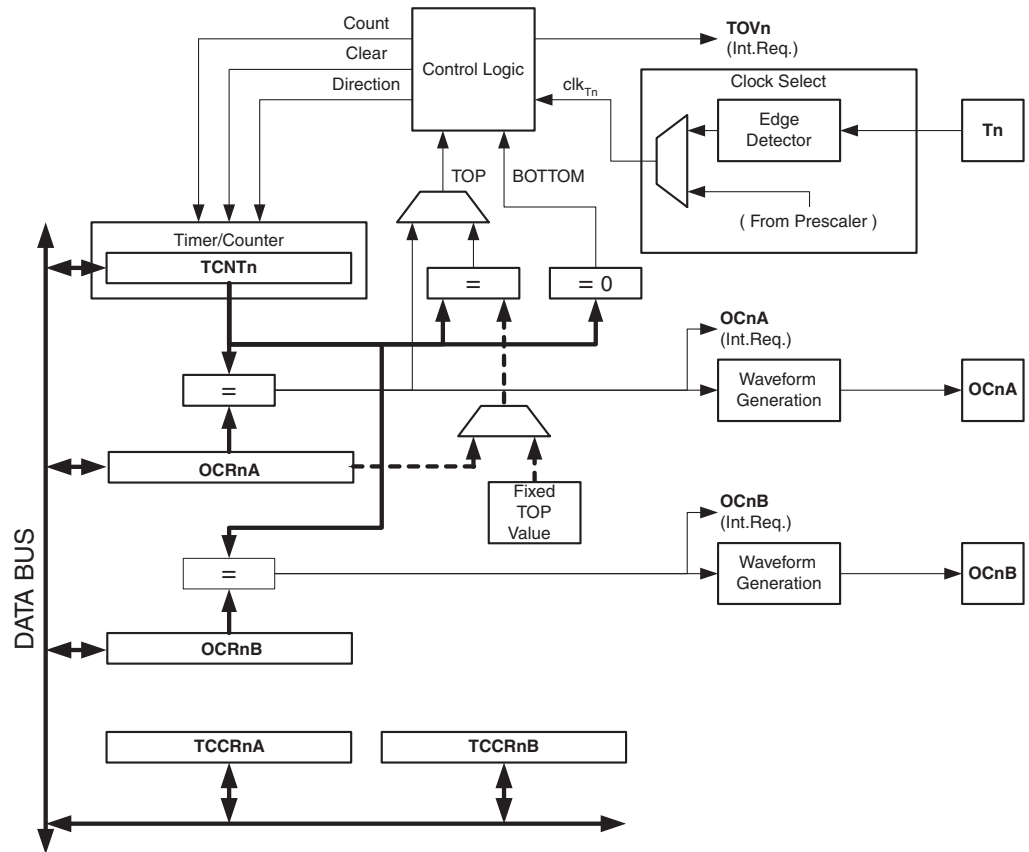 Count
Clear
Direction
Control Logic
TOVn
(Int.Req.)
clkTn
Clock Select
Edge
Detector
Tn
( From Prescaler )
TOP
BOTTOM
Timer/Counter
TCNTn
=
= 0
OCnA
(Int.Req.)
=
Waveform
Generation
OCnA
OCRnA
Fixed
TOP
Value
OCnB
(Int.Req.)
=
Waveform
Generation
OCnB
OCRnB
DATA BUS
TCCRnA
TCCRnB